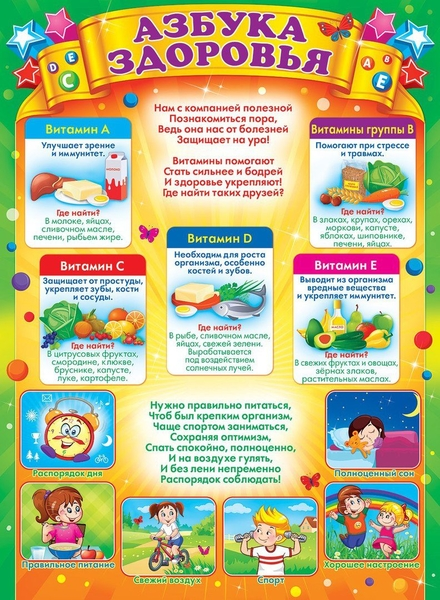 АЗБУКА
ЗДОРОВЬЯ
D
E
C
A
B
E
Нам с компанией полезной
Познакомиться пора,
Ведь она нас от болезней
Защищает на ура!
Витамины помогают
Стать сильнее и бодрей
И здоровье укрепляют!
Где найти таких друзей?
Витамин А
Улучшает зрение
и иммунитет.
Где найти?
В молоке, яйцах,
сливочном масле,
печени, рыбьем жире.
Витамины группы В
Помогают при стрессе
и травмах.
Где найти?
В злаках, крупах, орехах,
моркови, капусте,
яблоках, шиповнике,
печени, яйцах.
Витамин D
Необходим для роста
организма, особенно
костей и зубов.
Где найти?
В рыбе, сливочном масле,
яйцах, свежей зелени.
Вырабатывается
под воздействием
солнечных лучей.
Витамин С
Защищает от простуды,
укрепляет зубы, кости
и сосуды.
Где найти?
В цитрусовых фруктах,
смородине, клюкве,
бруснике, капусте,
луке, картофеле.
Витамин Е
Выводит из организма
вредные вещества
и укрепляет иммунитет.
Где найти?
В свежих фруктах и овощах,
зёрнах злаков,
растительных маслах.
Нужно правильно питаться,
Чтоб был крепким организм,
Чаще спортом заниматься,
Сохраняя оптимизм,
Спать спокойно, полноценно,
И на воздухе гулять,
И без лени непременно
Распорядок соблюдать!
Распорядок дня
Полноценный сон
Правильное питание
Свежий воздух
Спорт
Хорошее настроение